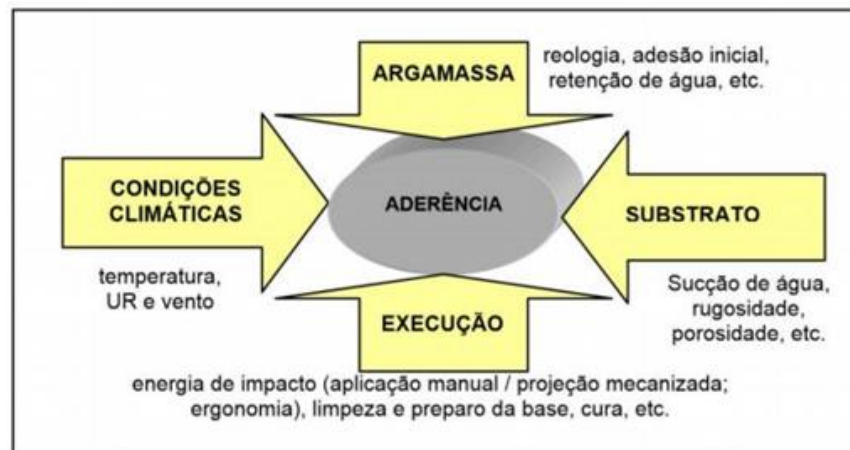 ARGAMASSA
reologia, adesão inicial,
retenção de água, etc.
CONDIÇÕES
CLIMÁTICAS
temperatura,
UR e vento
ADERÊNCIA
SUBSTRATO
Sucção de água,
rugosidade,
porosidade, etc.
EXECUÇÃO
energia de impacto (aplicação manual / projeção mecanizada;
ergonomia), limpeza e preparo da base, cura, etc.